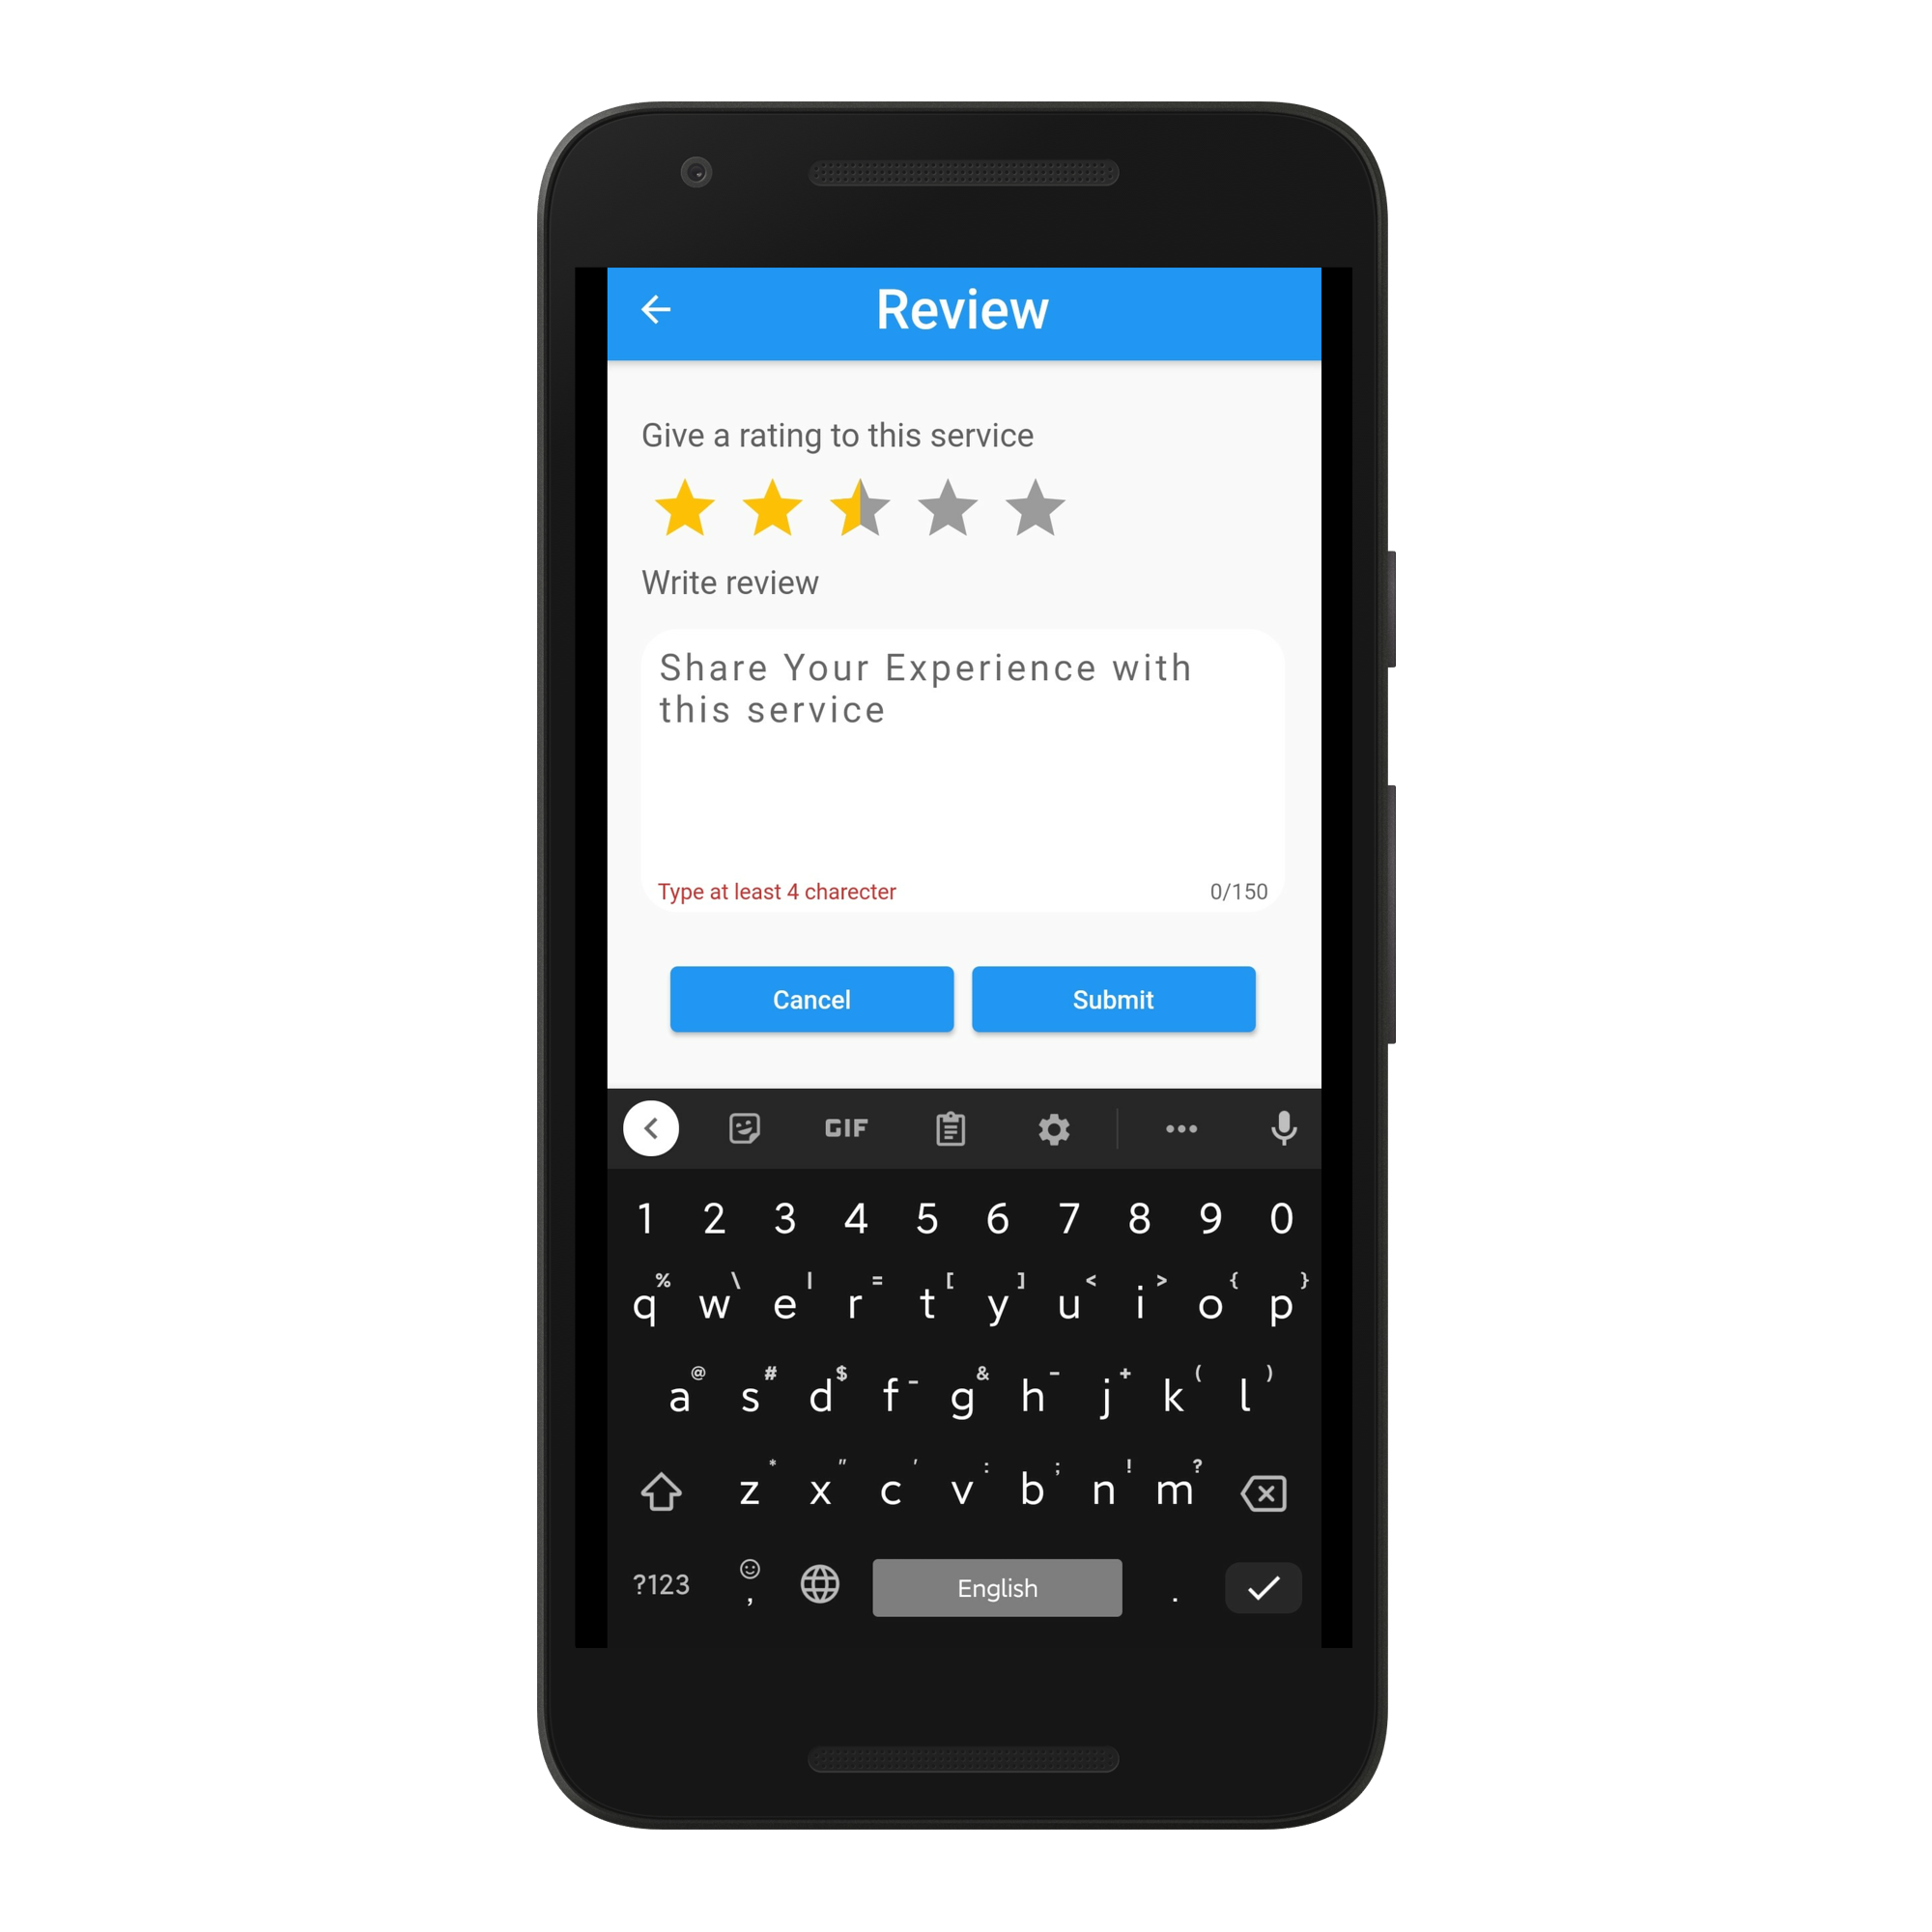 Review
Give a rating to this service
Write review
Share Your Experience with
this service
Type at least 4 charecter 0/150
Cancel Submit
GIF
1 2 3 4 5 6 7 8 9 0
% \ | = [ ] < > { }
q w e r t y u i o p
@ # $ _ & - + ( )
a s d f g h j k l
* " ' : ; ! ?
z x c v b n m
?123 , English .